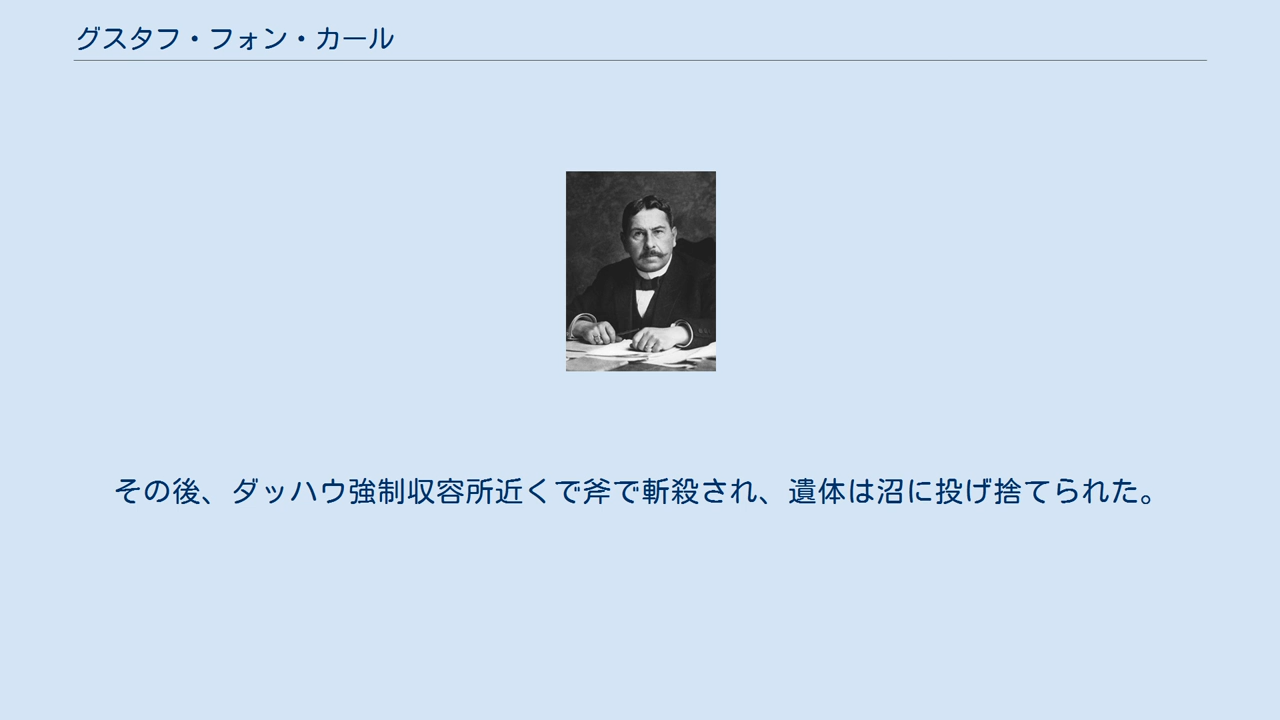 グスタフ・フォン・カール
その後、ダッハウ強制収容所近くで斧で斬殺され、遺体は沼に投げ捨てられた。